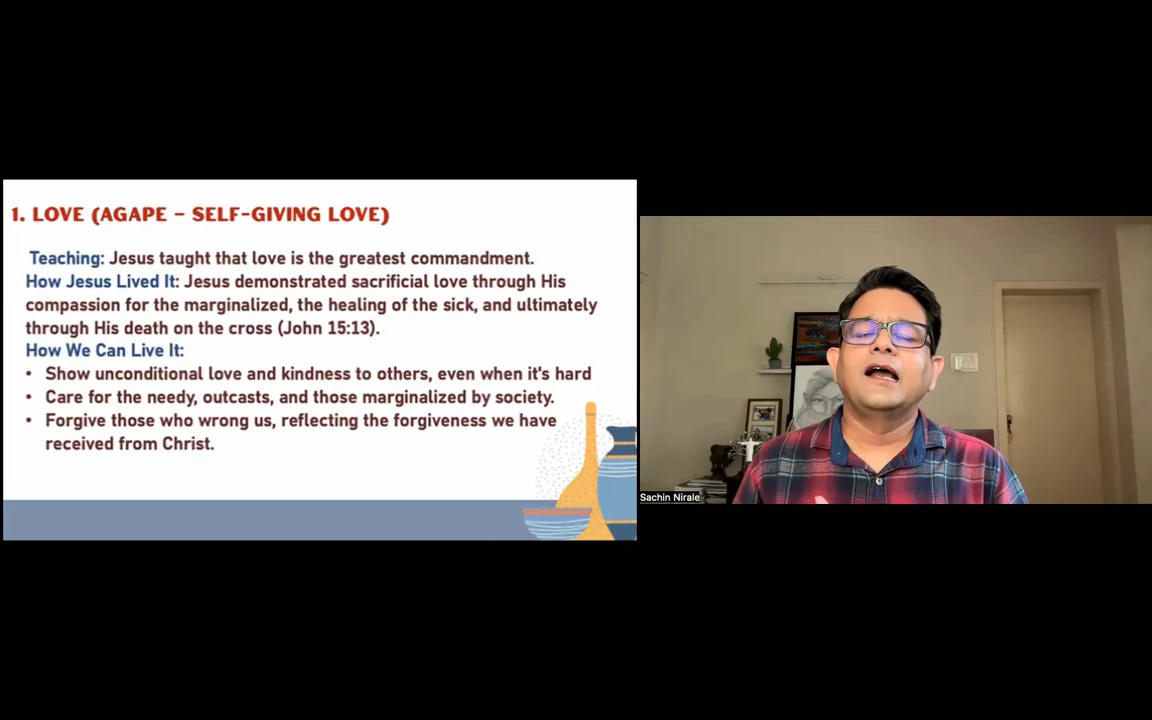 1. LOVE (AGAPE – SELF-GIVING LOVE)
Teaching: Jesus taught that love is the greatest commandment.
How Jesus Lived It: Jesus demonstrated sacrificial love through His
compassion for the marginalized, the healing of the sick, and ultimately
through His death on the cross (John 15:13).
How We Can Live It:
• Show unconditional love and kindness to others, even when it's hard
• Care for the needy, outcasts, and those marginalized by society.
• Forgive those who wrong us, reflecting the forgiveness we have
received from Christ.
Sachin Nirale